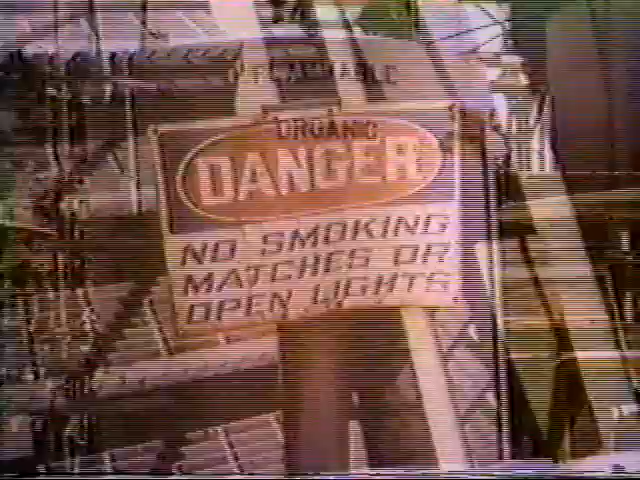 ORGANIC
DANGER
NO SMOKING
MATCHES OR
OPEN LIGHTS